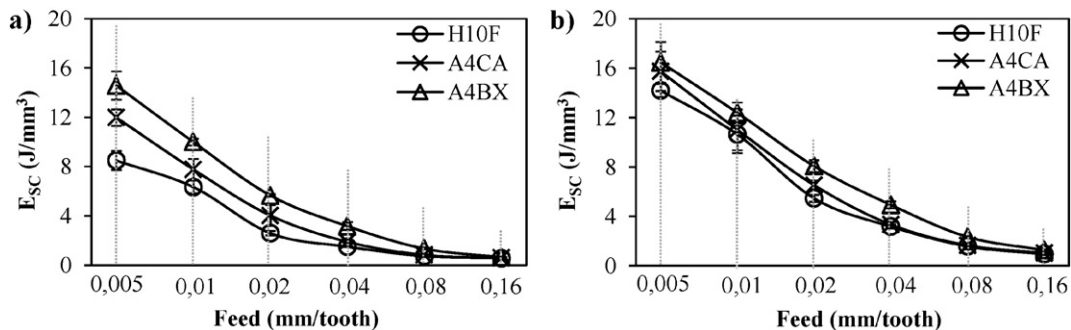 a)
20
16
12
8
4
0
E_SC (J/mm³)
H10F
A4CA
A4BX
0,005
0,01
0,02
0,04
0,08
0,16
Feed (mm/tooth)
b)
20
16
12
8
4
0
E_SC (J/mm³)
H10F
A4CA
A4BX
0,005
0,01
0,02
0,04
0,08
0,16
Feed (mm/tooth)